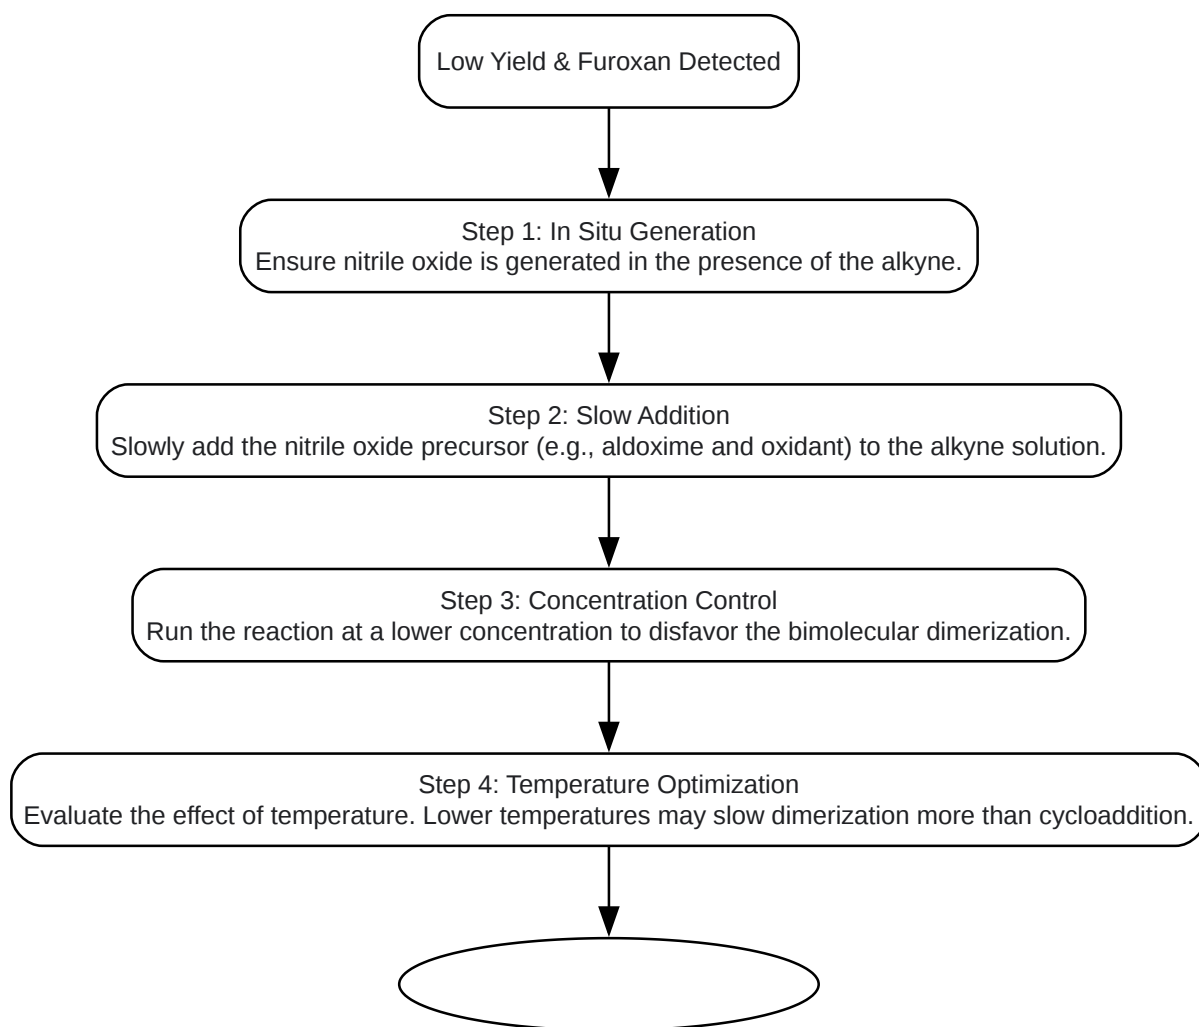 Low Yield & Furoxan Detected
Step 1: In Situ Generation
Ensure nitrile oxide is generated in the presence of the alkyne.
Step 2: Slow Addition
Slowly add the nitrile oxide precursor (e.g., aldoxime and oxidant) to the alkyne solution.
Step 3: Concentration Control
Run the reaction at a lower concentration to disfavor the bimolecular dimerization.
Step 4: Temperature Optimization
Evaluate the effect of temperature. Lower temperatures may slow dimerization more than cycloaddition.